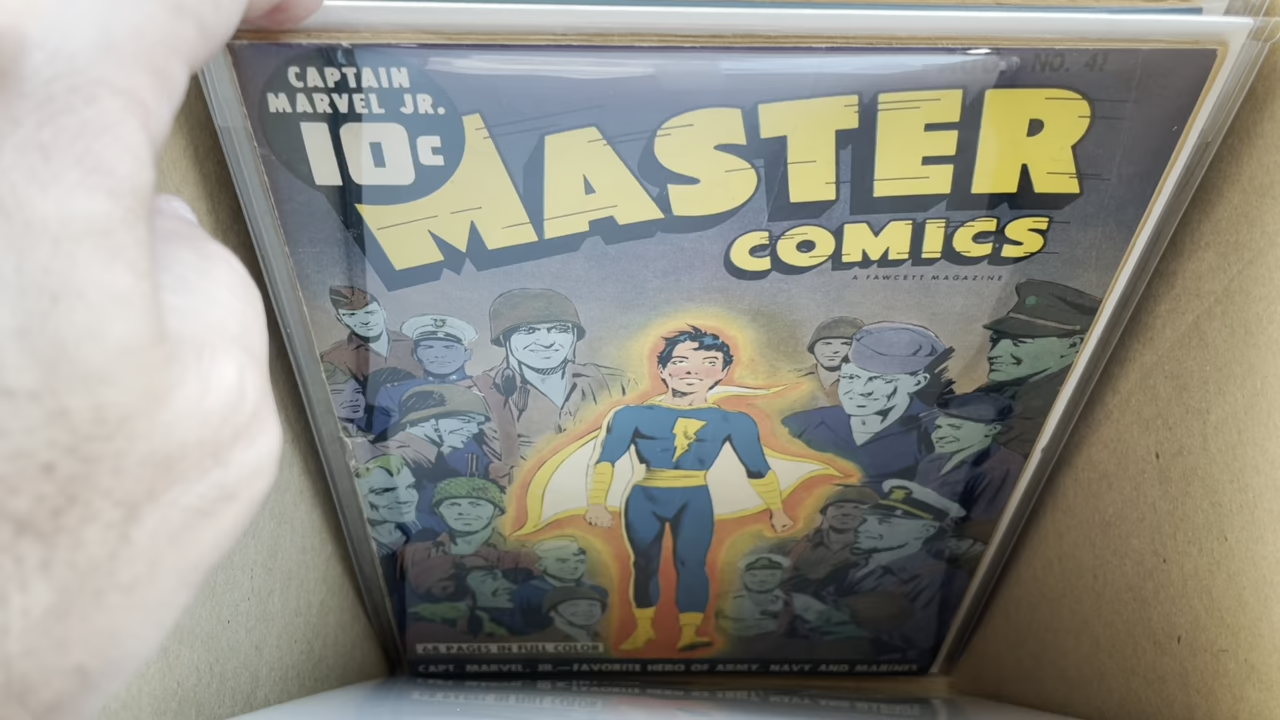 CAPTAIN
MARVEL JR.
10c
NO. 41
MASTER
COMICS
A FAWCETT MAGAZINE
68 PAGES IN FULL COLOR
CAPT. MARVEL, JR.—FAVORITE HERO OF ARMY, NAVY AND MARINES